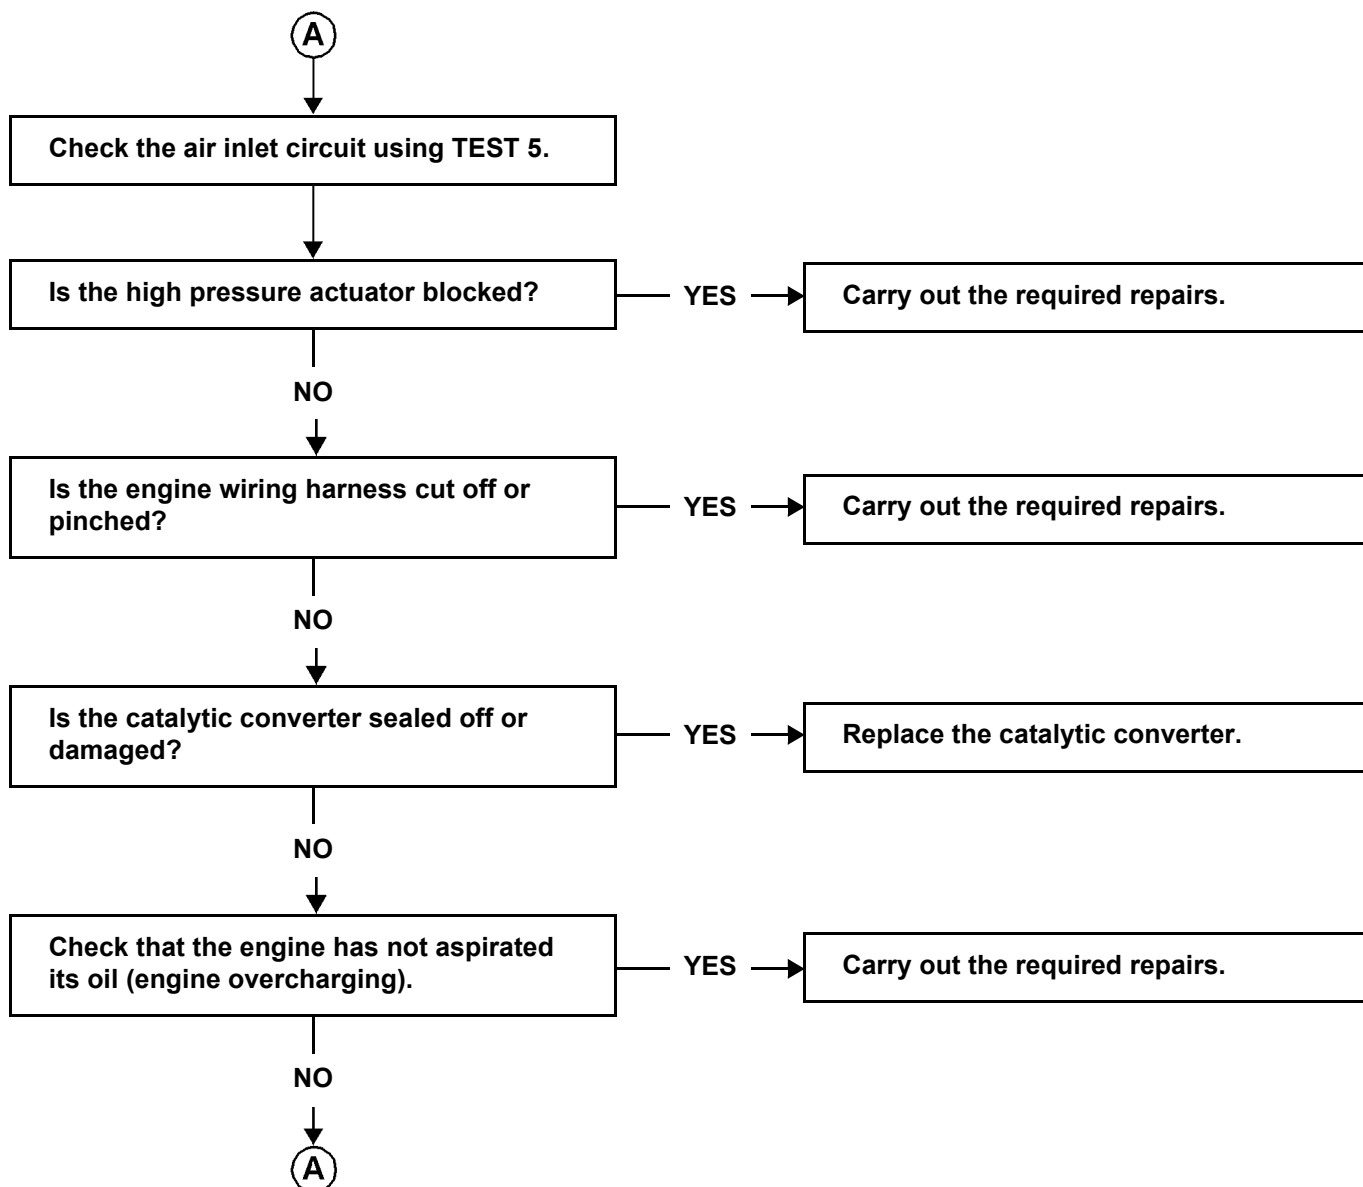 A
Check the air inlet circuit using TEST 5.
Is the high pressure actuator blocked?
YES
Carry out the required repairs.
NO
Is the engine wiring harness cut off or
pinched?
YES
Carry out the required repairs.
NO
Is the catalytic converter sealed off or
damaged?
YES
Replace the catalytic converter.
NO
Check that the engine has not aspirated
its oil (engine overcharging).
YES
Carry out the required repairs.
NO
A